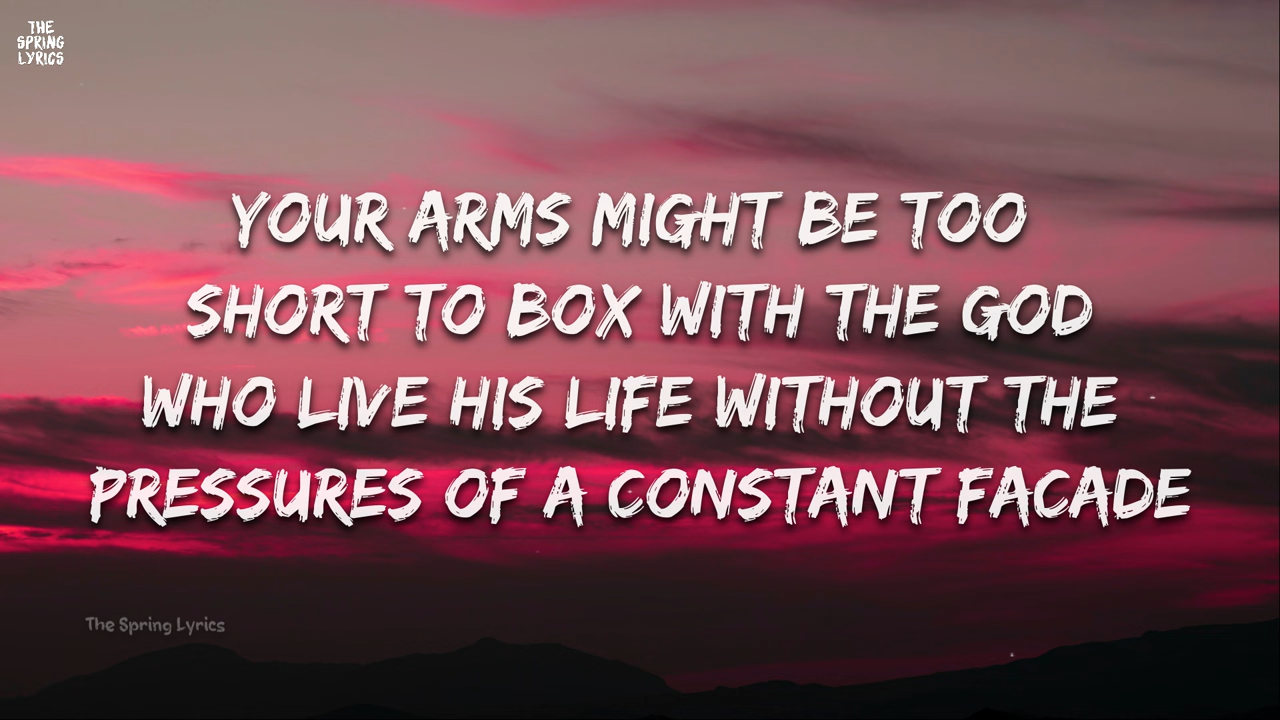 THE
SPRING
LYRICS
YOUR ARMS MIGHT BE TOO
SHORT TO BOX WITH THE GOD
WHO LIVE HIS LIFE WITHOUT THE
PRESSURES OF A CONSTANT FACADE
The Spring Lyrics